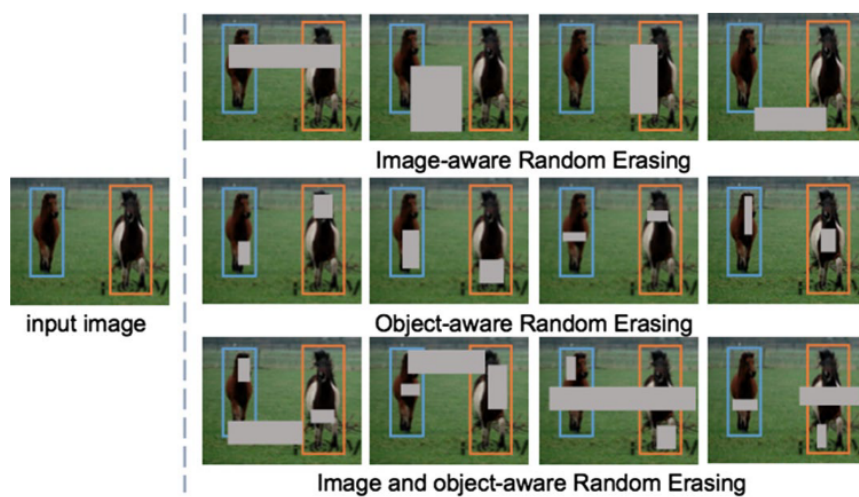 Image-aware Random Erasing
input image
Object-aware Random Erasing
Image and object-aware Random Erasing